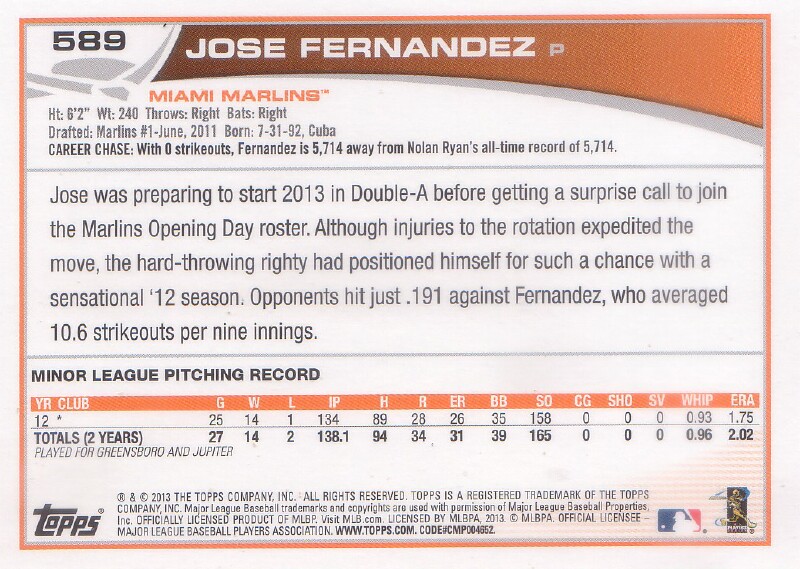 589
JOSE FERNANDEZ P
MIAMI MARLINS™
Ht: 6'2" Wt: 240 Throws: Right Bats: Right
Drafted: Marlins #1-June, 2011 Born: 7-31-92, Cuba
CAREER CHASE: With 0 strikeouts, Fernandez is 5,714 away from Nolan Ryan's all-time record of 5,714.
Jose was preparing to start 2013 in Double-A before getting a surprise call to join
the Marlins Opening Day roster. Although injuries to the rotation expedited the
move, the hard-throwing righty had positioned himself for such a chance with a
sensational '12 season. Opponents hit just .191 against Fernandez, who averaged
10.6 strikeouts per nine innings.
MINOR LEAGUE PITCHING RECORD
YR CLUB G W L IP H R ER BB SO CG SHO SV WHIP ERA
12 * 25 14 1 134 89 28 26 35 158 0 0 0 0.93 1.75
TOTALS (2 YEARS) 27 14 2 138.1 94 34 31 39 165 0 0 0 0.96 2.02
PLAYED FOR GREENSBORO AND JUPITER
® & © 2013 THE TOPPS COMPANY, INC. ALL RIGHTS RESERVED. TOPPS IS A REGISTERED TRADEMARK OF THE TOPPS
COMPANY, INC. Major League Baseball trademarks and copyrights are used with permission of Major League Baseball Properties,
Inc. OFFICIALLY LICENSED PRODUCT OF MLBP. Visit MLB.com. LICENSED BY MLBPA, 2013. © MLBPA. OFFICIAL LICENSEE –
MAJOR LEAGUE BASEBALL PLAYERS ASSOCIATION. WWW.TOPPS.COM. CODE#CMP004652.
Topps®